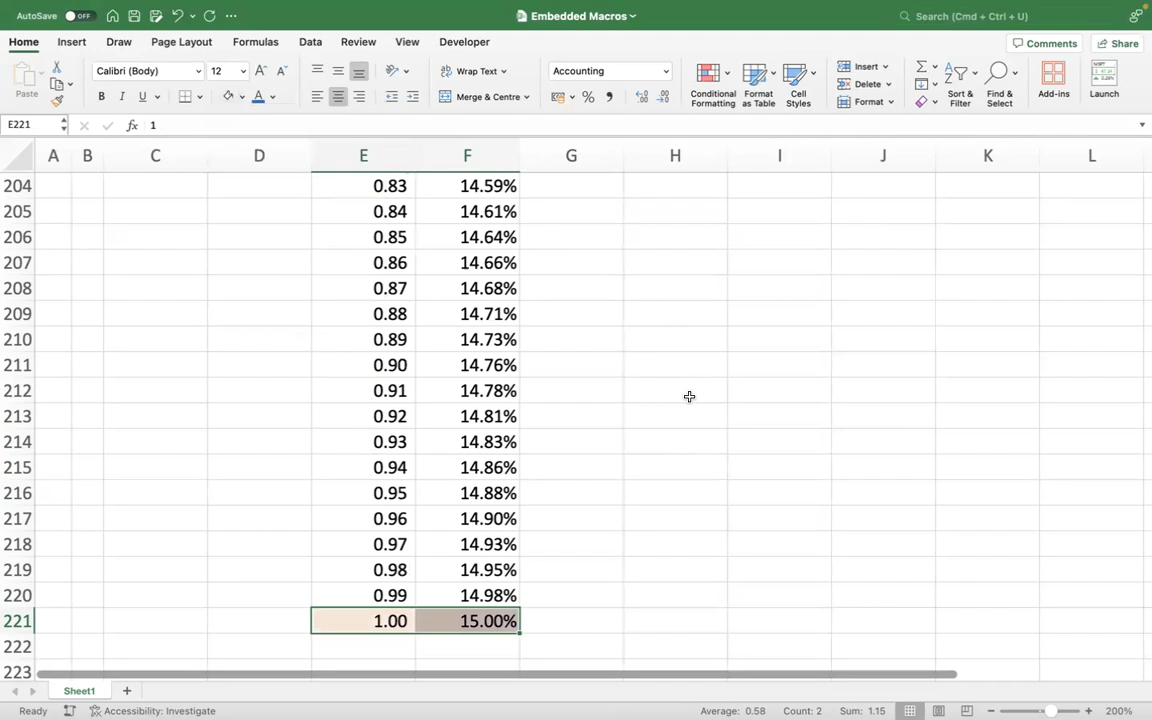 AutoSave OFF Embedded Macros Search (Cmd + Ctrl + U)
Home Insert Draw Page Layout Formulas Data Review View Developer Comments Share
Paste Calibri (Body) 12 A A Wrap Text Accounting Conditional Formatting Format as Table Cell Styles Insert Sort & Filter Find & Select Add-ins Launch
B I U A Merge & Centre % Delete
Format
E221 fx 1
A B C D E F G H I J K L
204 0.83 14.59%
205 0.84 14.61%
206 0.85 14.64%
207 0.86 14.66%
208 0.87 14.68%
209 0.88 14.71%
210 0.89 14.73%
211 0.90 14.76%
212 0.91 14.78%
213 0.92 14.81%
214 0.93 14.83%
215 0.94 14.86%
216 0.95 14.88%
217 0.96 14.90%
218 0.97 14.93%
219 0.98 14.95%
220 0.99 14.98%
221 1.00 15.00%
222
223
Sheet1
Ready Accessibility: Investigate Average: 0.58 Count: 2 Sum: 1.15 200%